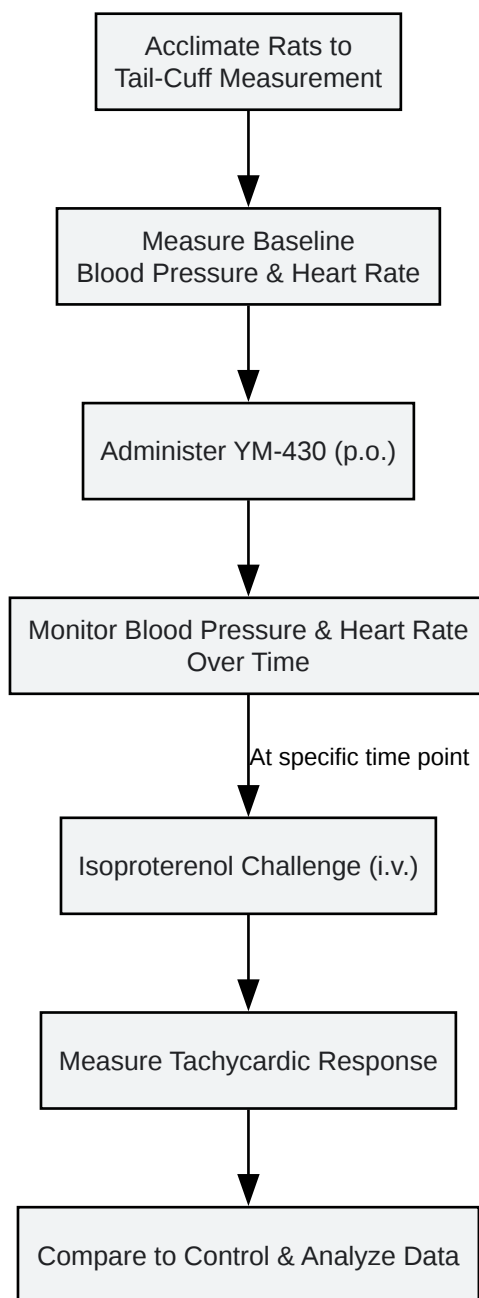 Acclimate Rats to
Tail-Cuff Measurement
Measure Baseline
Blood Pressure & Heart Rate
Administer YM-430 (p.o.)
Monitor Blood Pressure & Heart Rate
Over Time
At specific time point
Isoproterenol Challenge (i.v.)
Measure Tachycardic Response
Compare to Control & Analyze Data